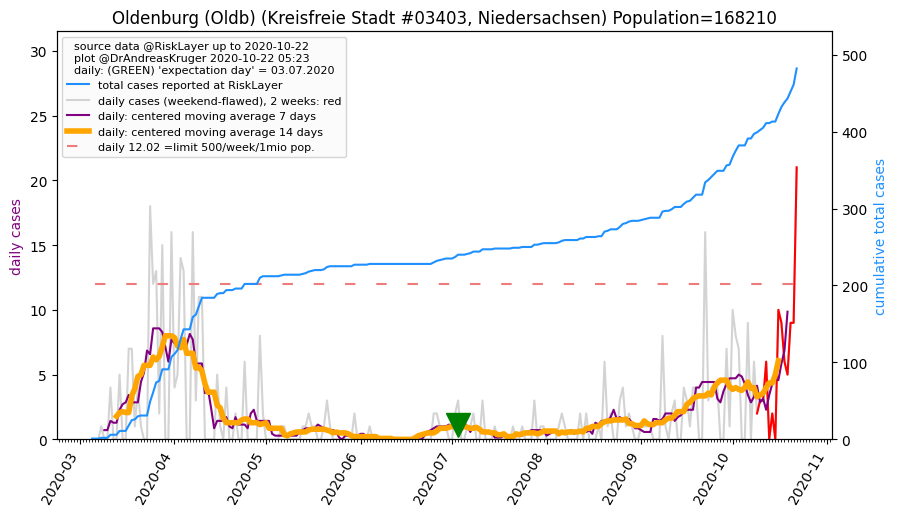 Oldenburg (Oldb) (Kreisfreie Stadt #03403, Niedersachsen) Population=168210
source data @RiskLayer up to 2020-10-22
plot @DrAndreasKruger 2020-10-22 05:23
daily: (GREEN) 'expectation day' = 03.07.2020
total cases reported at RiskLayer
daily cases (weekend-flawed), 2 weeks: red
daily: centered moving average 7 days
daily: centered moving average 14 days
daily 12.02 =limit 500/week/1mio pop.
daily cases
30
25
20
15
10
5
0
cumulative total cases
500
400
300
200
100
0
2020-03
2020-04
2020-05
2020-06
2020-07
2020-08
2020-09
2020-10
2020-11